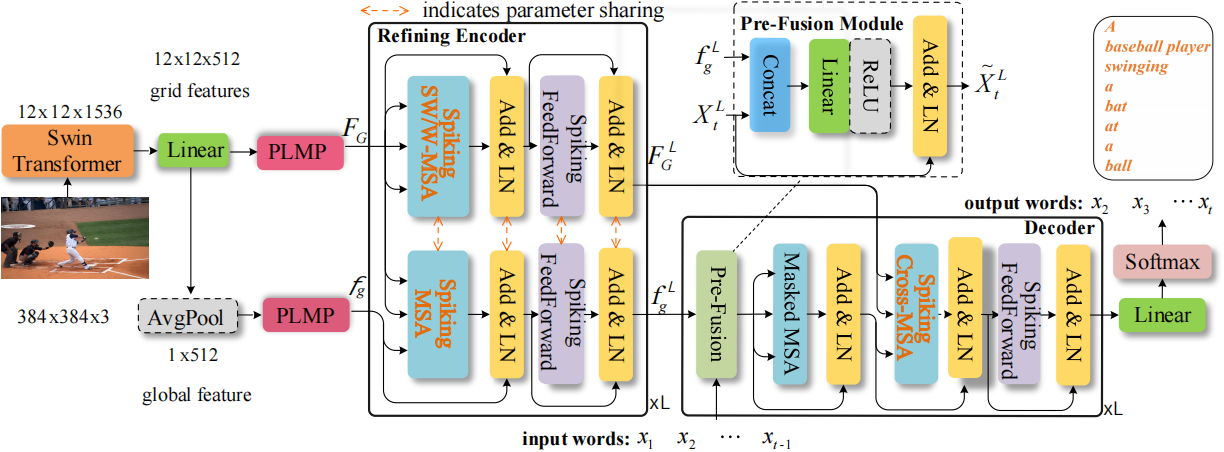 indicates parameter sharing
12x12x512
grid features
12x12x1536
Swin
Transformer
Linear
PLMP
F_G
384x384x3
AvgPool
1x512
global feature
PLMP
f_g
Refining Encoder
Spiking
SW/W-MSA
Add & LN
Spiking
FeedForward
Add & LN
F_G^L
Spiking
MSA
Add & LN
Spiking
FeedForward
Add & LN
f_g^L
xL
Pre-Fusion Module
f_g^L
X_t^L
Concat
Linear
ReLU
Add & LN
X̃_t^L
A
baseball player
swinging
a
bat
at
a
ball
output words: x_2 x_3 ⋯ x_t
Decoder
Pre-Fusion
Masked MSA
Add & LN
Spiking
Cross-MSA
Add & LN
Spiking
FeedForward
Add & LN
xL
Softmax
Linear
input words: x_1 x_2 ⋯ x_{t-1}